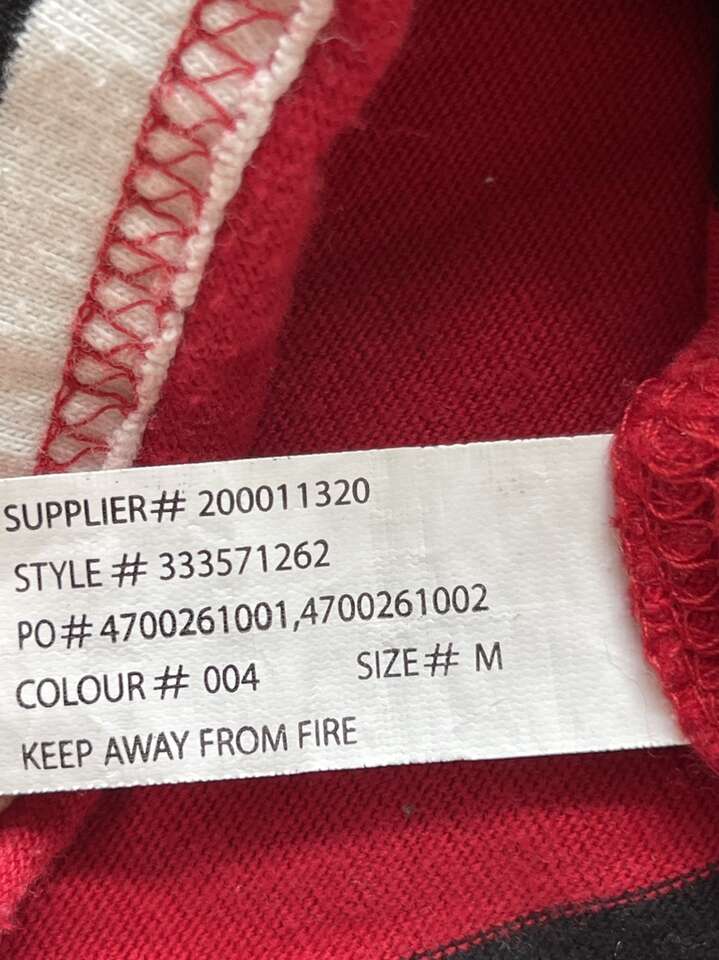 SUPPLIER# 200011320
STYLE # 333571262
PO# 4700261001,4700261002
COLOUR # 004 SIZE# M
KEEP AWAY FROM FIRE